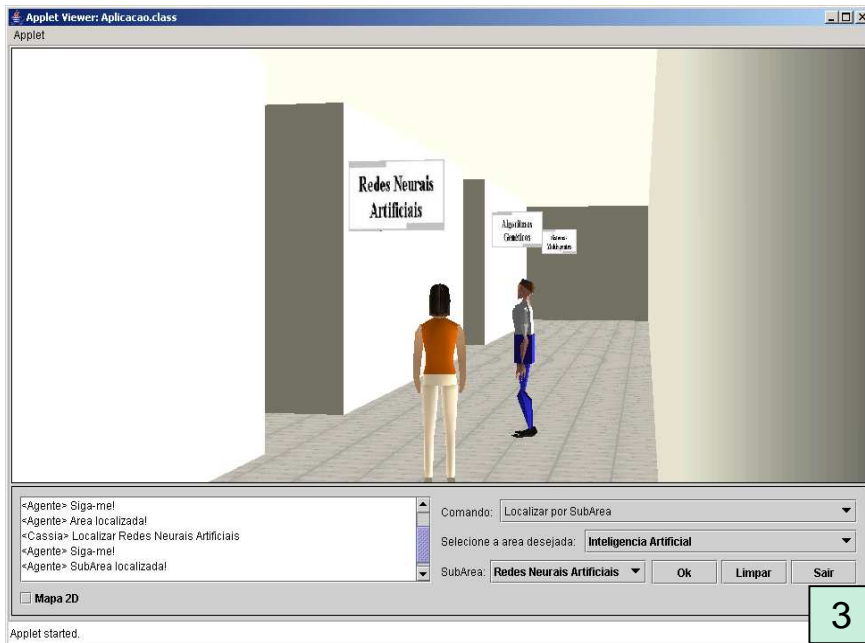 Applet Viewer: Aplicacao.class
Applet
Redes Neurais
Artificiais
Algoritmos
Genéticos
<Agente> Siga-me!
<Agente> Area localizada!
<Cassia> Localizar Redes Neurais Artificiais
<Agente> Siga-me!
<Agente> SubArea localizada!
Comando: Localizar por SubArea
Selecione a area desejada: Inteligencia Artificial
SubArea: Redes Neurais Artificiais Ok Limpar Sair
Mapa 2D
3
Applet started.